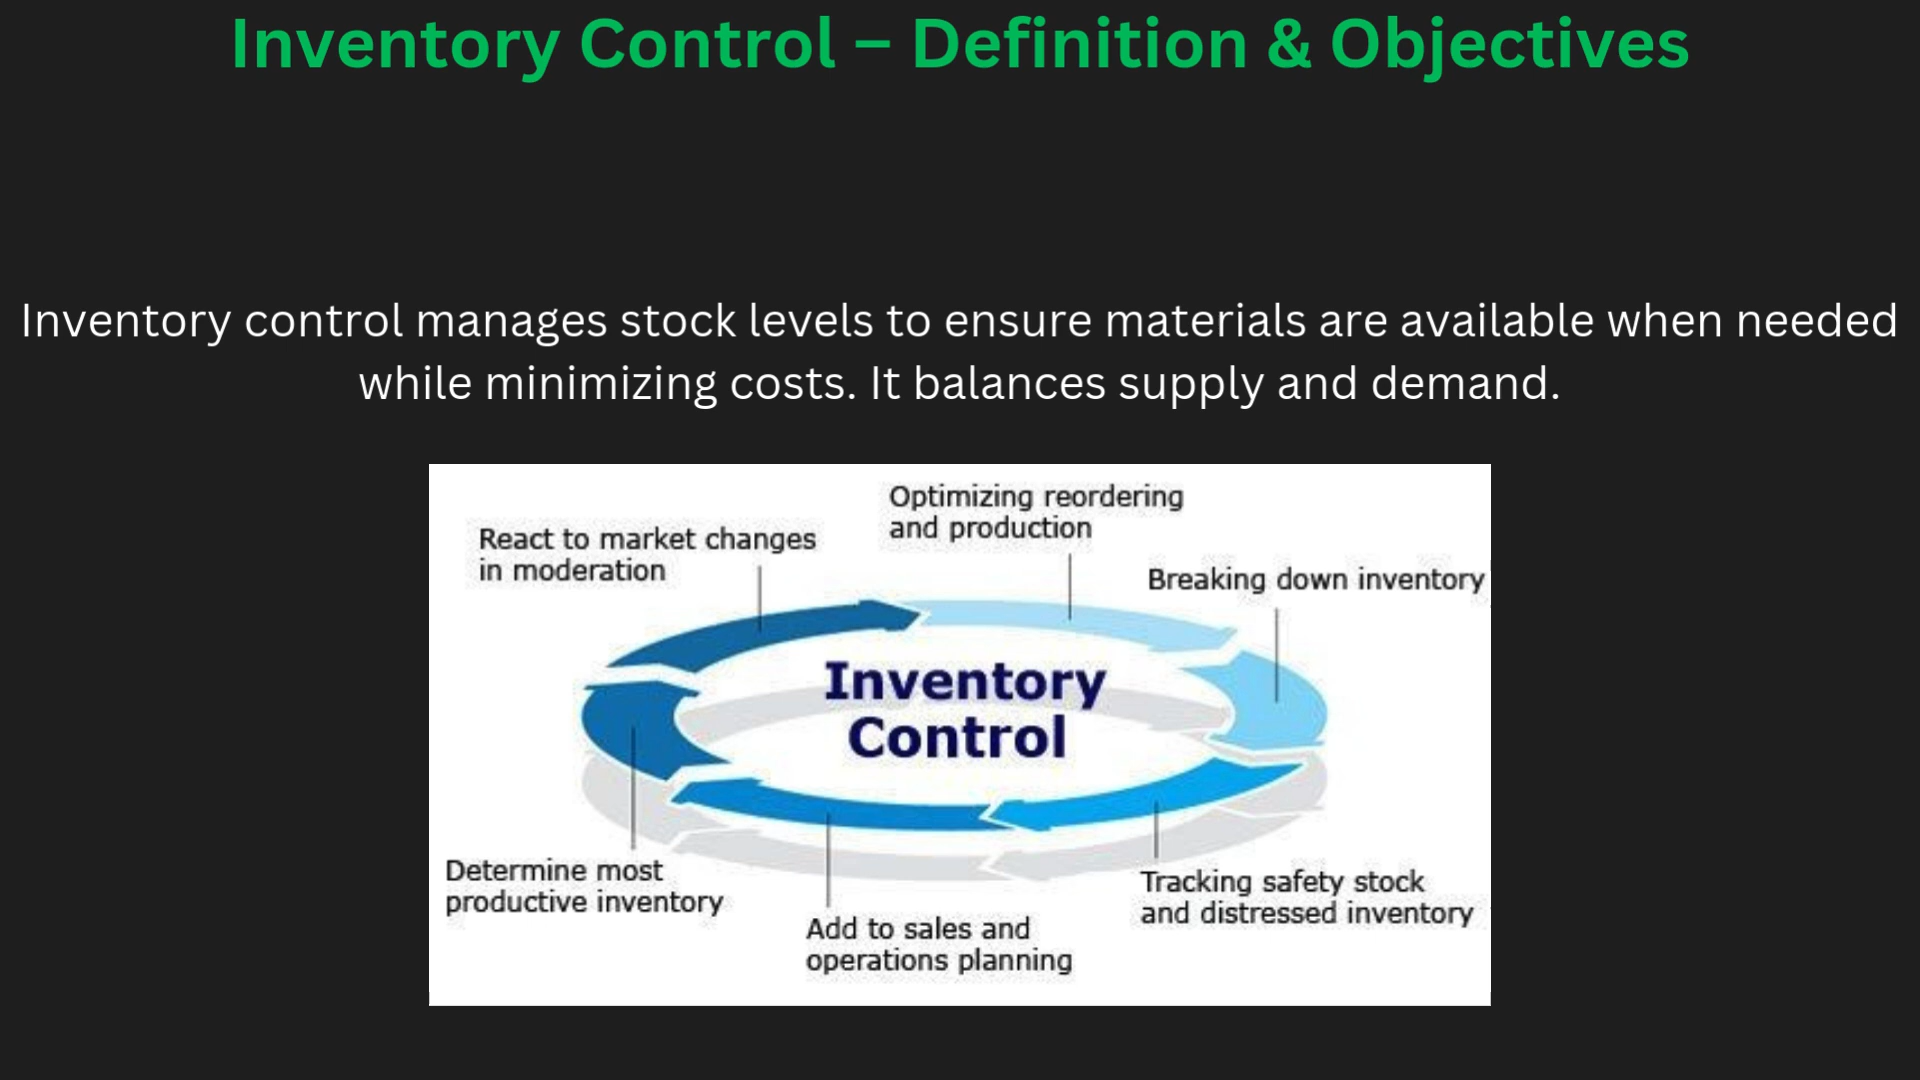 Inventory Control – Definition & Objectives
Inventory control manages stock levels to ensure materials are available when needed
while minimizing costs. It balances supply and demand.
Optimizing reordering
and production
React to market changes
in moderation
Breaking down inventory
Inventory
Control
Determine most
productive inventory
Tracking safety stock
and distressed inventory
Add to sales and
operations planning